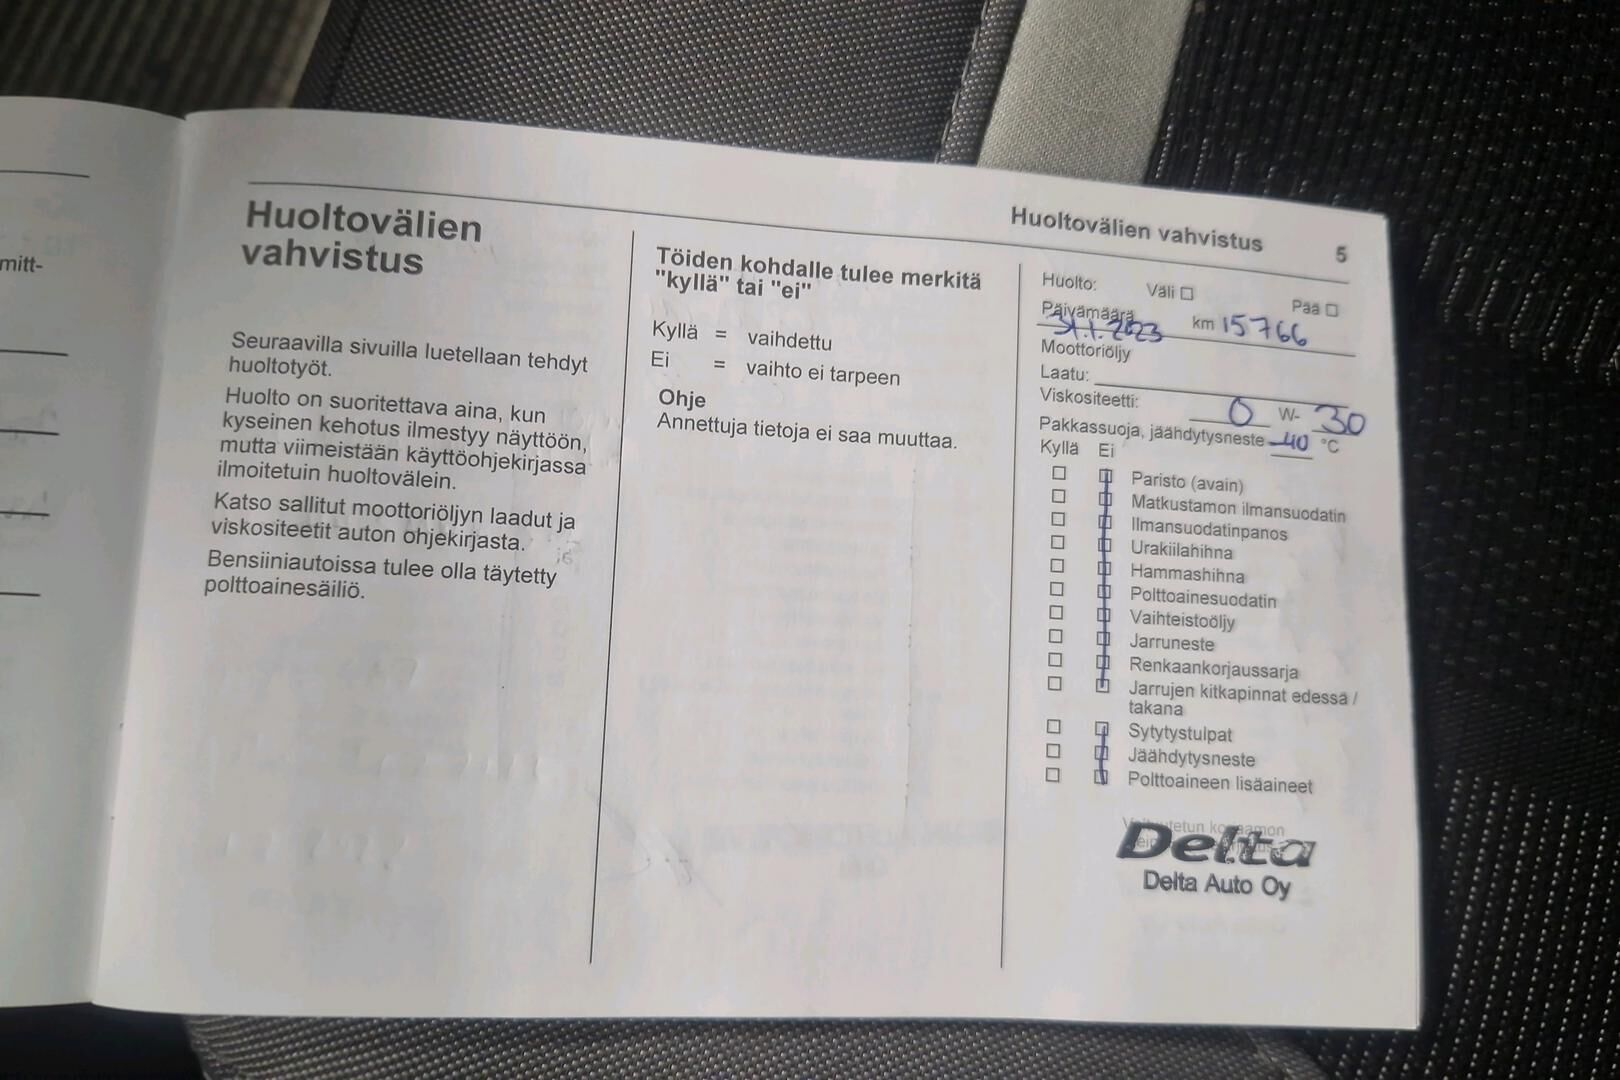 mitt-
Huoltovälien
vahvistus
Seuraavilla sivuilla luetellaan tehdyt
huoltotyöt.
Huolto on suoritettava aina, kun
kyseinen kehotus ilmestyy näyttöön,
mutta viimeistään käyttöohjekirjassa
ilmoitetuin huoltovälein.
Katso sallitut moottoriöljyn laadut ja
viskositeetit auton ohjekirjasta.
Bensiiniautoissa tulee olla täytetty
polttoainesäiliö.
Töiden kohdalle tulee merkitä
"kyllä" tai "ei"
Kyllä = vaihdettu
Ei = vaihto ei tarpeen
Ohje
Annettuja tietoja ei saa muuttaa.
Huoltovälien vahvistus 5
Huolto: Väli Pää
Päivämäärä 31.1.2023 km 15766
Moottoriöljy
Laatu:
Viskositeetti: 0 W- 30
Pakkassuoja, jäähdytysneste -40 °C
Kyllä Ei
Paristo (avain)
Matkustamon ilmansuodatin
Ilmansuodatinpanos
Urakiilahihna
Hammashihna
Polttoainesuodatin
Vaihteistoöljy
Jarruneste
Renkaankorjaussarja
Jarrujen kitkapinnat edessä /
takana
Sytytystulpat
Jäähdytysneste
Polttoaineen lisäaineet
Delta
Delta Auto Oy